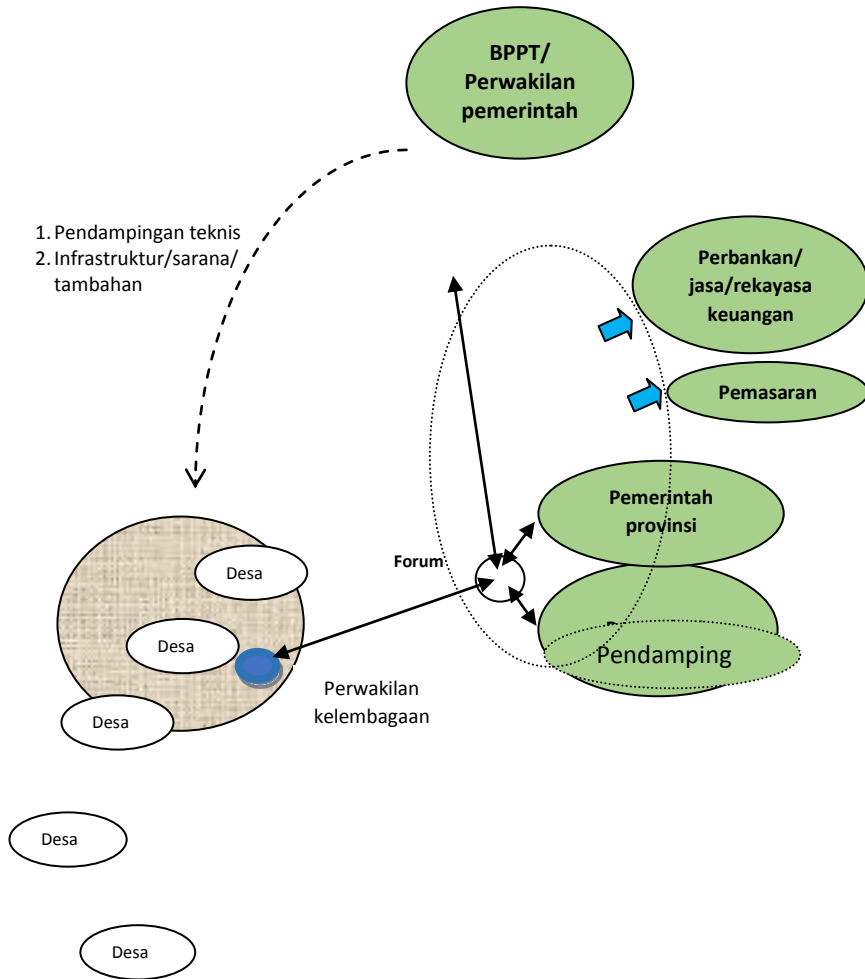 BPPT/
Perwakilan
pemerintah
1. Pendampingan teknis
2. Infrastruktur/sarana/
tambahan
Perbankan/
jasa/rekayasa
keuangan
Pemasaran
Pemerintah
provinsi
Forum
Desa
Desa
Pendamping
Perwakilan
kelembagaan
Desa
Desa
Desa